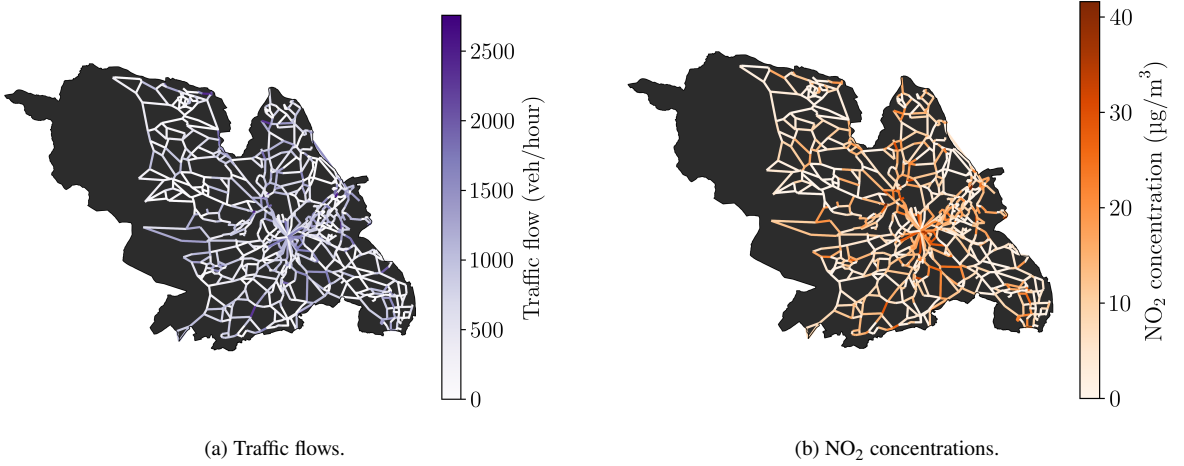 2500
2000
1500
1000
500
0
Traffic flow (veh/hour)
40
30
20
10
0
NO₂ concentration (µg/m³)
(a) Traffic flows.
(b) NO₂ concentrations.